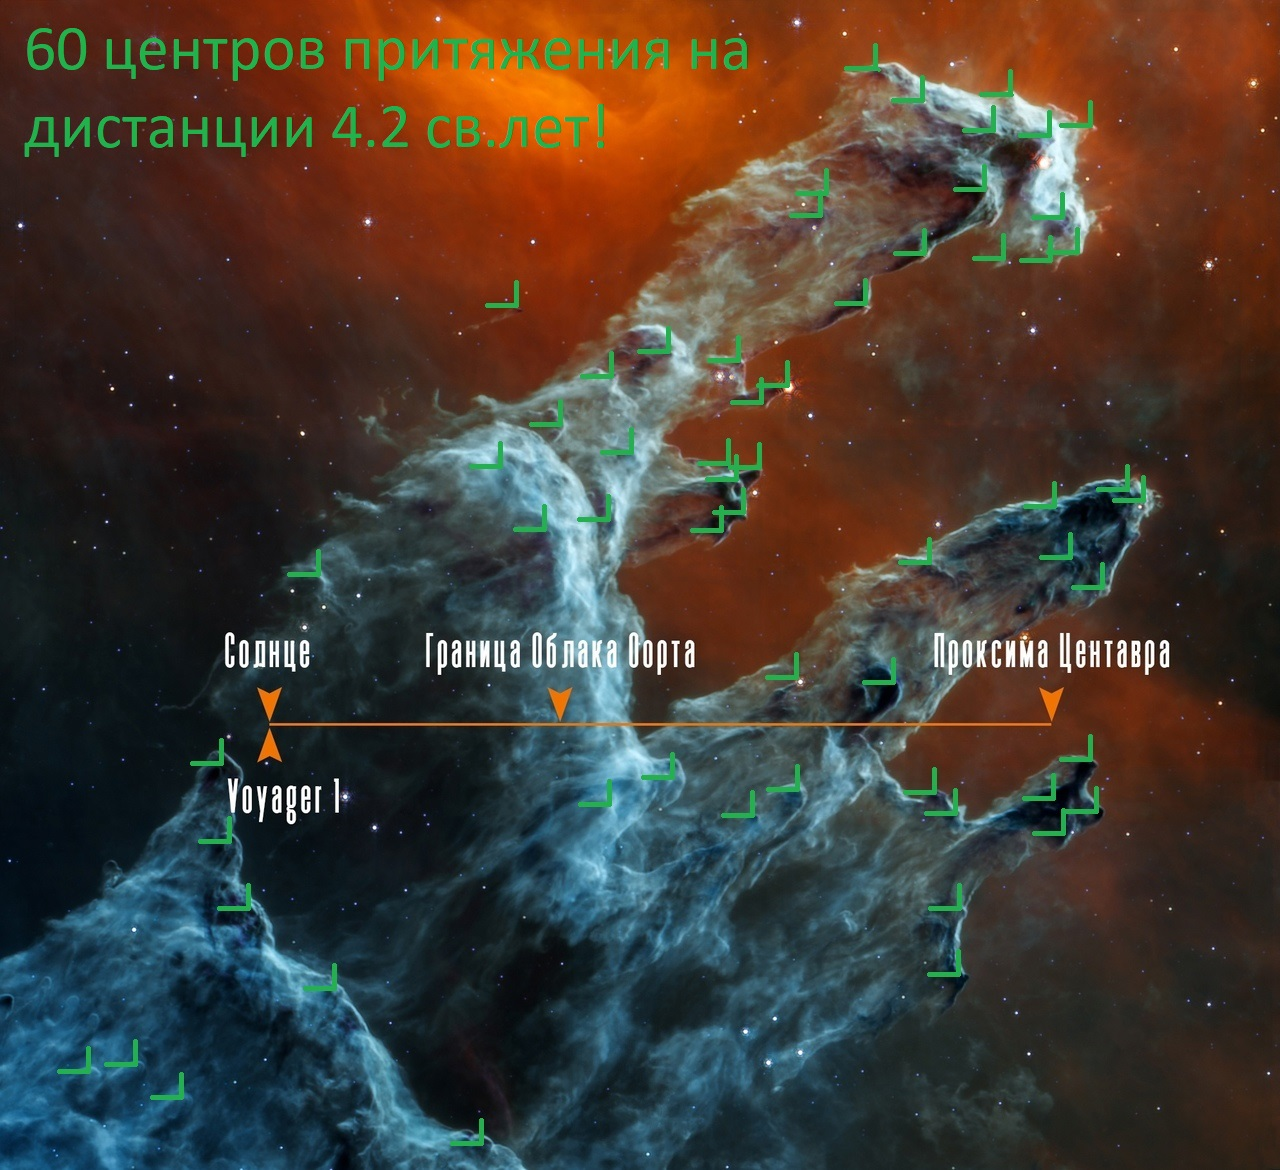 60 центров притяжения на
дистанции 4.2 св.лет!
Солнце
Граница Облака Оорта
Проксима Центавра
Voyager 1